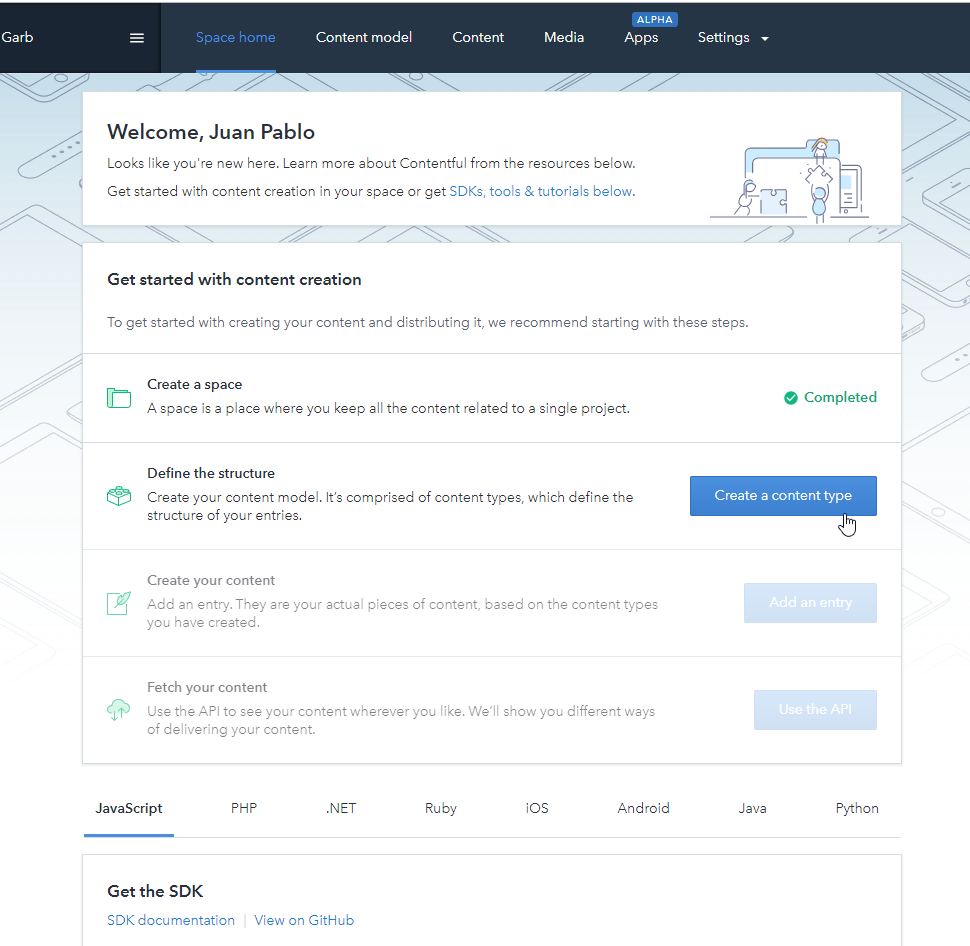 Garb
Space home
Content model
Content
Media
ALPHA
Apps
Settings
Welcome, Juan Pablo
Looks like you're new here. Learn more about Contentful from the resources below.
Get started with content creation in your space or get SDKs, tools & tutorials below.
Get started with content creation
To get started with creating your content and distributing it, we recommend starting with these steps.
Create a space
A space is a place where you keep all the content related to a single project.
Completed
Define the structure
Create your content model. It’s comprised of content types, which define the
structure of your entries.
Create a content type
Create your content
Add an entry. They are your actual pieces of content, based on the content types
you have created.
Add an entry
Fetch your content
Use the API to see your content wherever you like. We’ll show you different ways
of delivering your content.
Use the API
JavaScript
PHP
.NET
Ruby
iOS
Android
Java
Python
Get the SDK
SDK documentation | View on GitHub